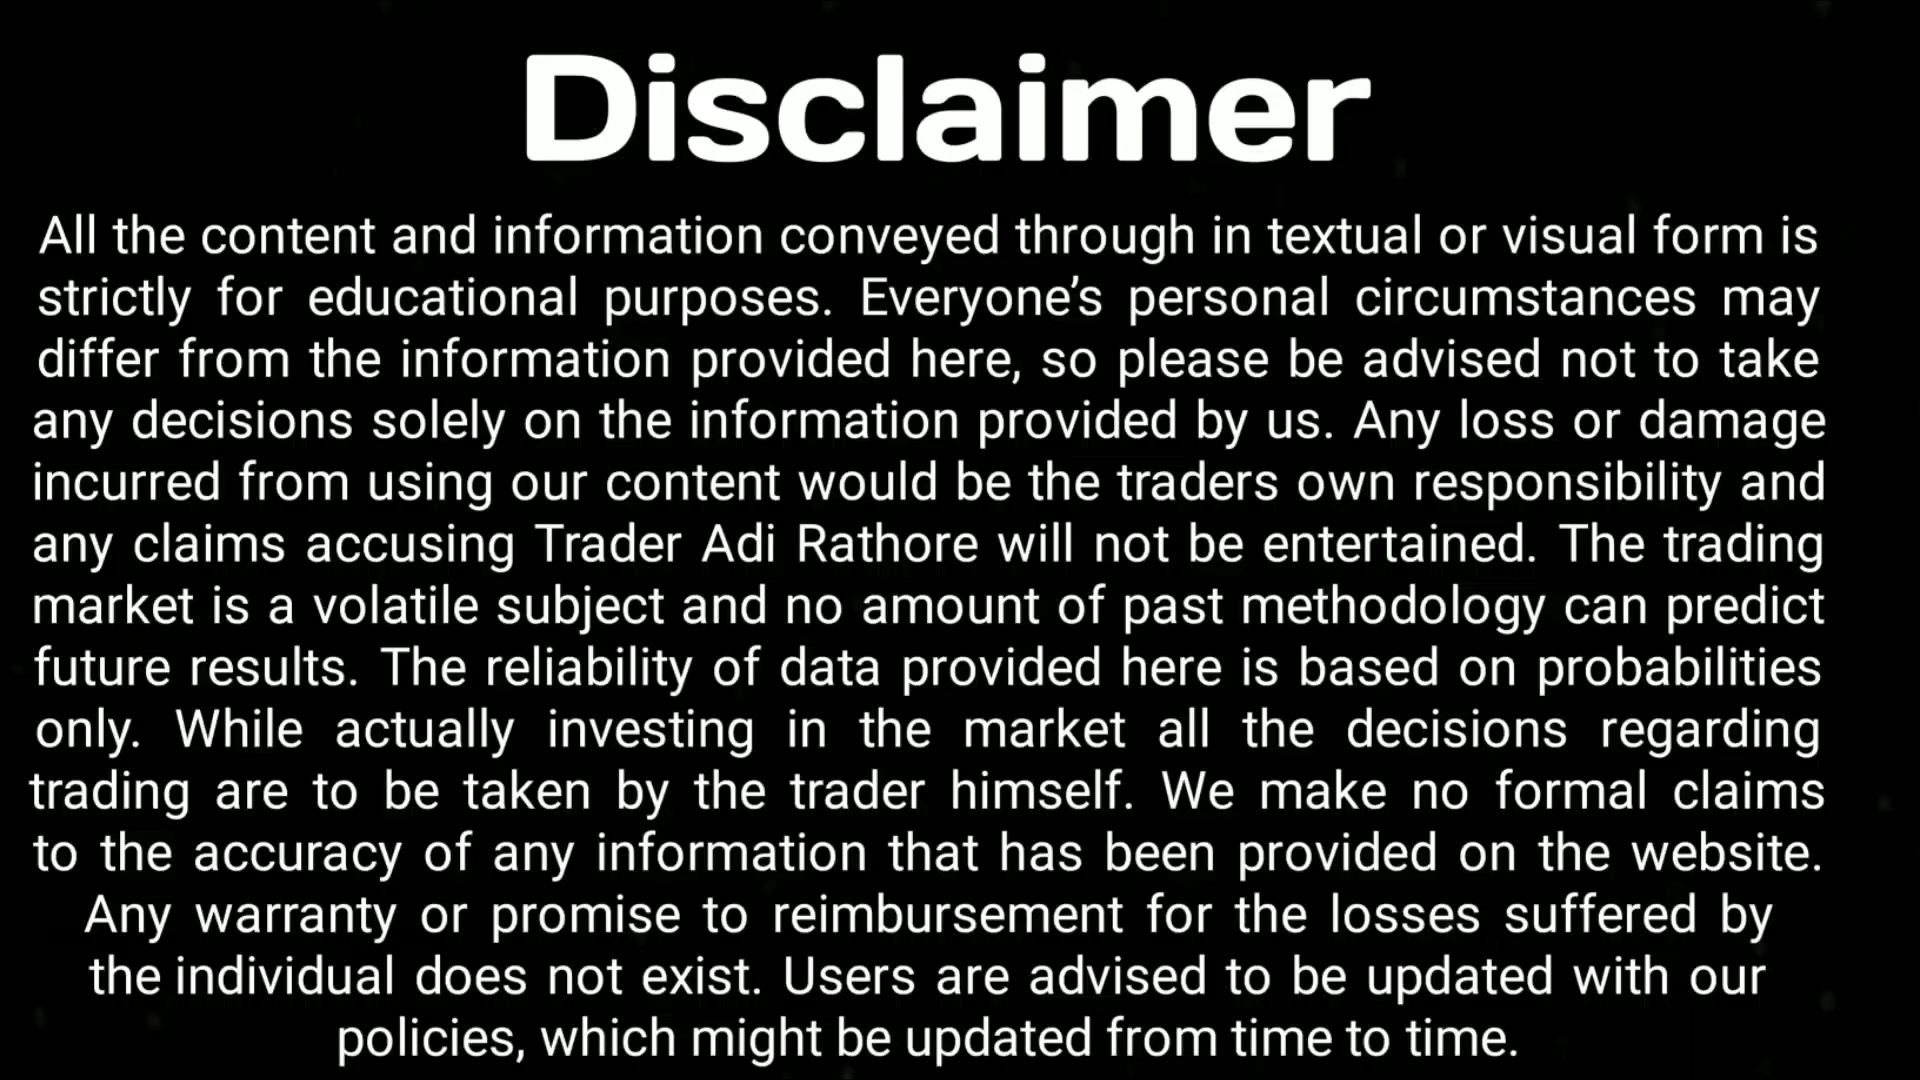 Disclaimer
All the content and information conveyed through in textual or visual form is
strictly for educational purposes. Everyone’s personal circumstances may
differ from the information provided here, so please be advised not to take
any decisions solely on the information provided by us. Any loss or damage
incurred from using our content would be the traders own responsibility and
any claims accusing Trader Adi Rathore will not be entertained. The trading
market is a volatile subject and no amount of past methodology can predict
future results. The reliability of data provided here is based on probabilities
only. While actually investing in the market all the decisions regarding
trading are to be taken by the trader himself. We make no formal claims
to the accuracy of any information that has been provided on the website.
Any warranty or promise to reimbursement for the losses suffered by
the individual does not exist. Users are advised to be updated with our
policies, which might be updated from time to time.